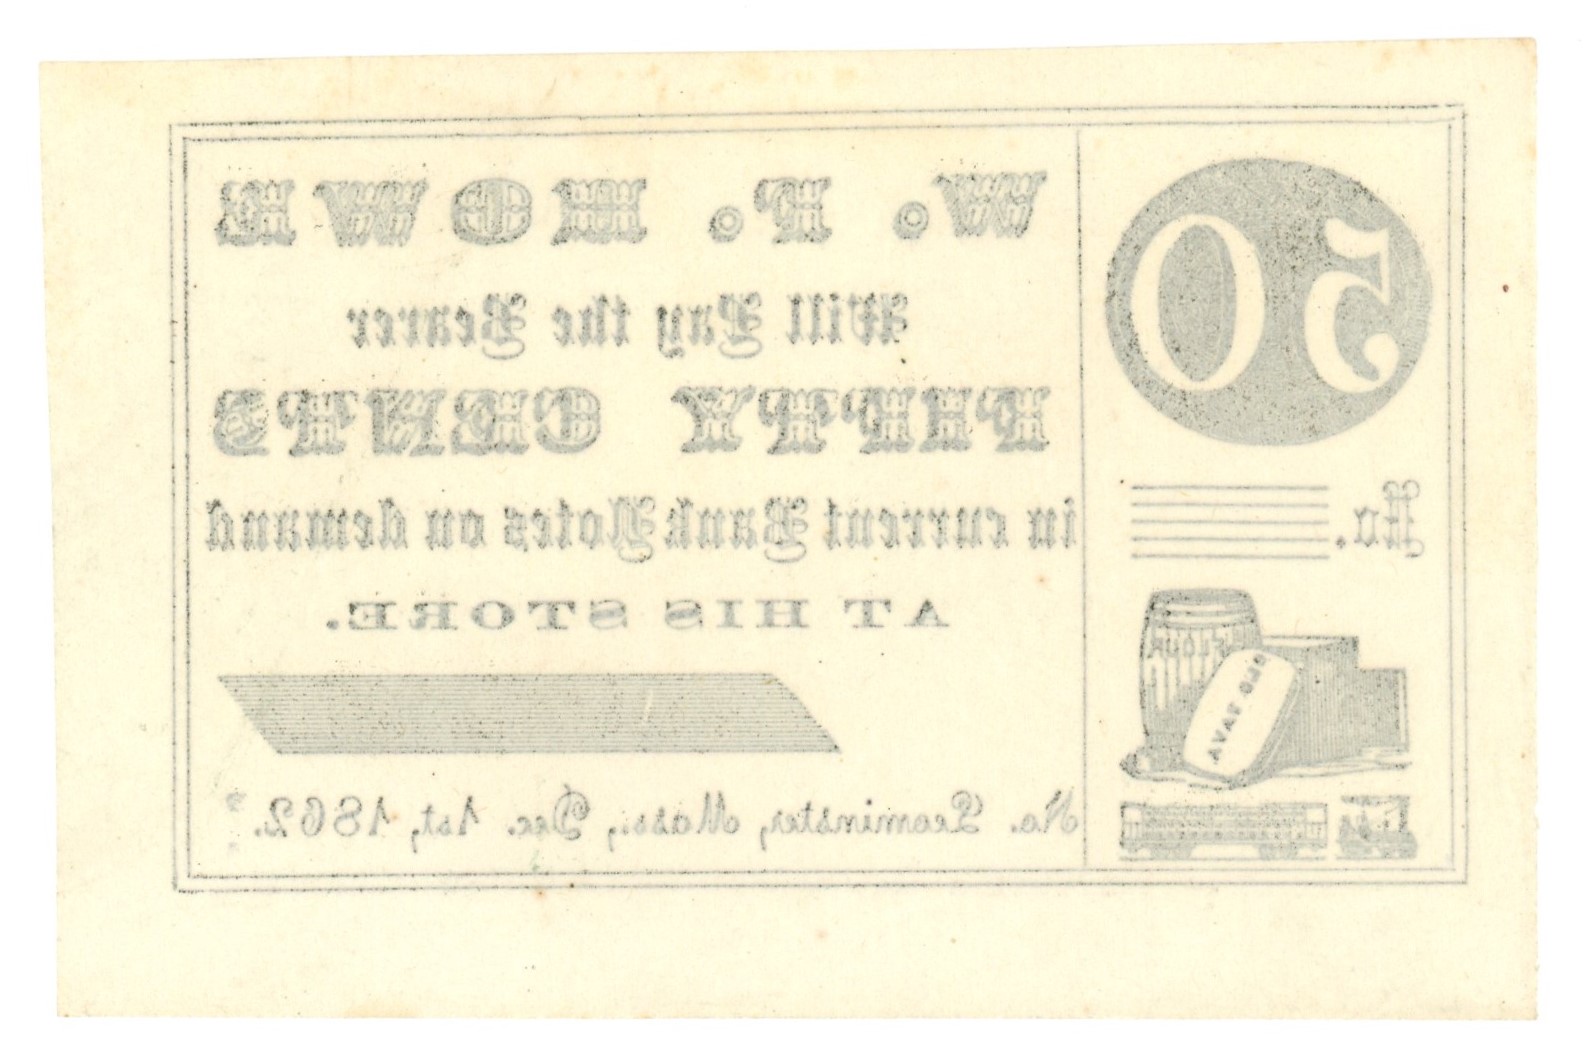 50
No.
FLOUR
OLD JAVA
W. F. HOWE
Will Pay the Bearer
FIFTY CENTS
in current Bank Notes on demand
AT HIS STORE.
No. Leominster, Mass., Dec. 1st, 1862.